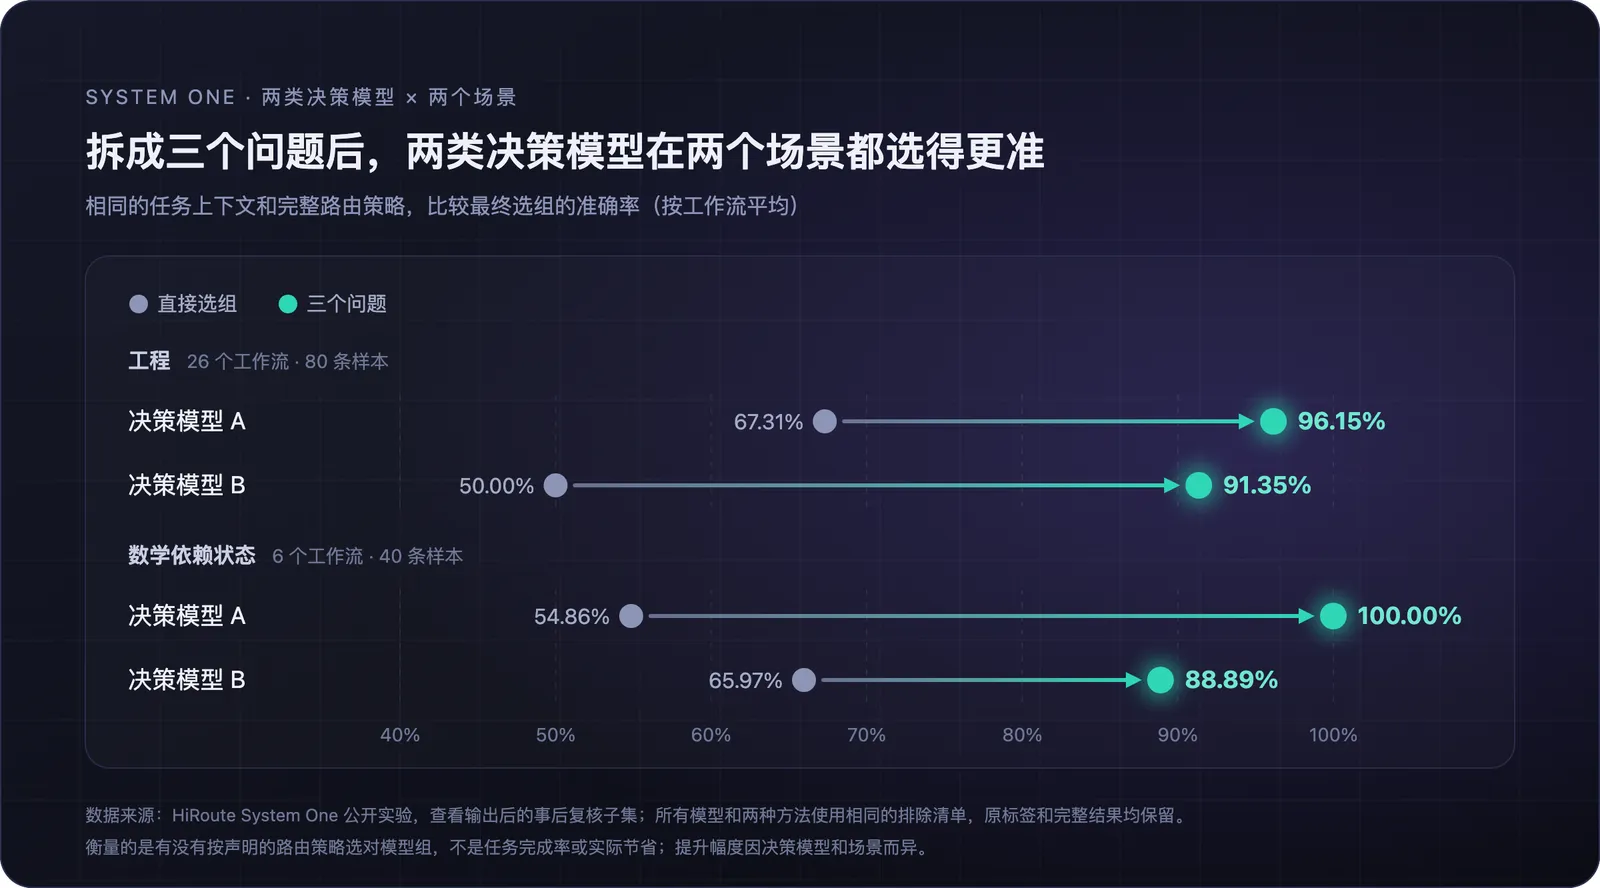 SYSTEM ONE · 两类决策模型 × 两个场景
拆成三个问题后，两类决策模型在两个场景都选得更准
相同的任务上下文和完整路由策略，比较最终选组的准确率（按工作流平均）
直接选组 三个问题
工程 26 个工作流 · 80 条样本
决策模型 A 67.31% 96.15%
决策模型 B 50.00% 91.35%
数学依赖状态 6 个工作流 · 40 条样本
决策模型 A 54.86% 100.00%
决策模型 B 65.97% 88.89%
40% 50% 60% 70% 80% 90% 100%
数据来源：HiRoute System One 公开实验，查看输出后的事后复核子集；所有模型和两种方法使用相同的排除清单，原标签和完整结果均保留。
衡量的是有没有按声明的路由策略选对模型组，不是任务完成率或实际节省；提升幅度因决策模型和场景而异。